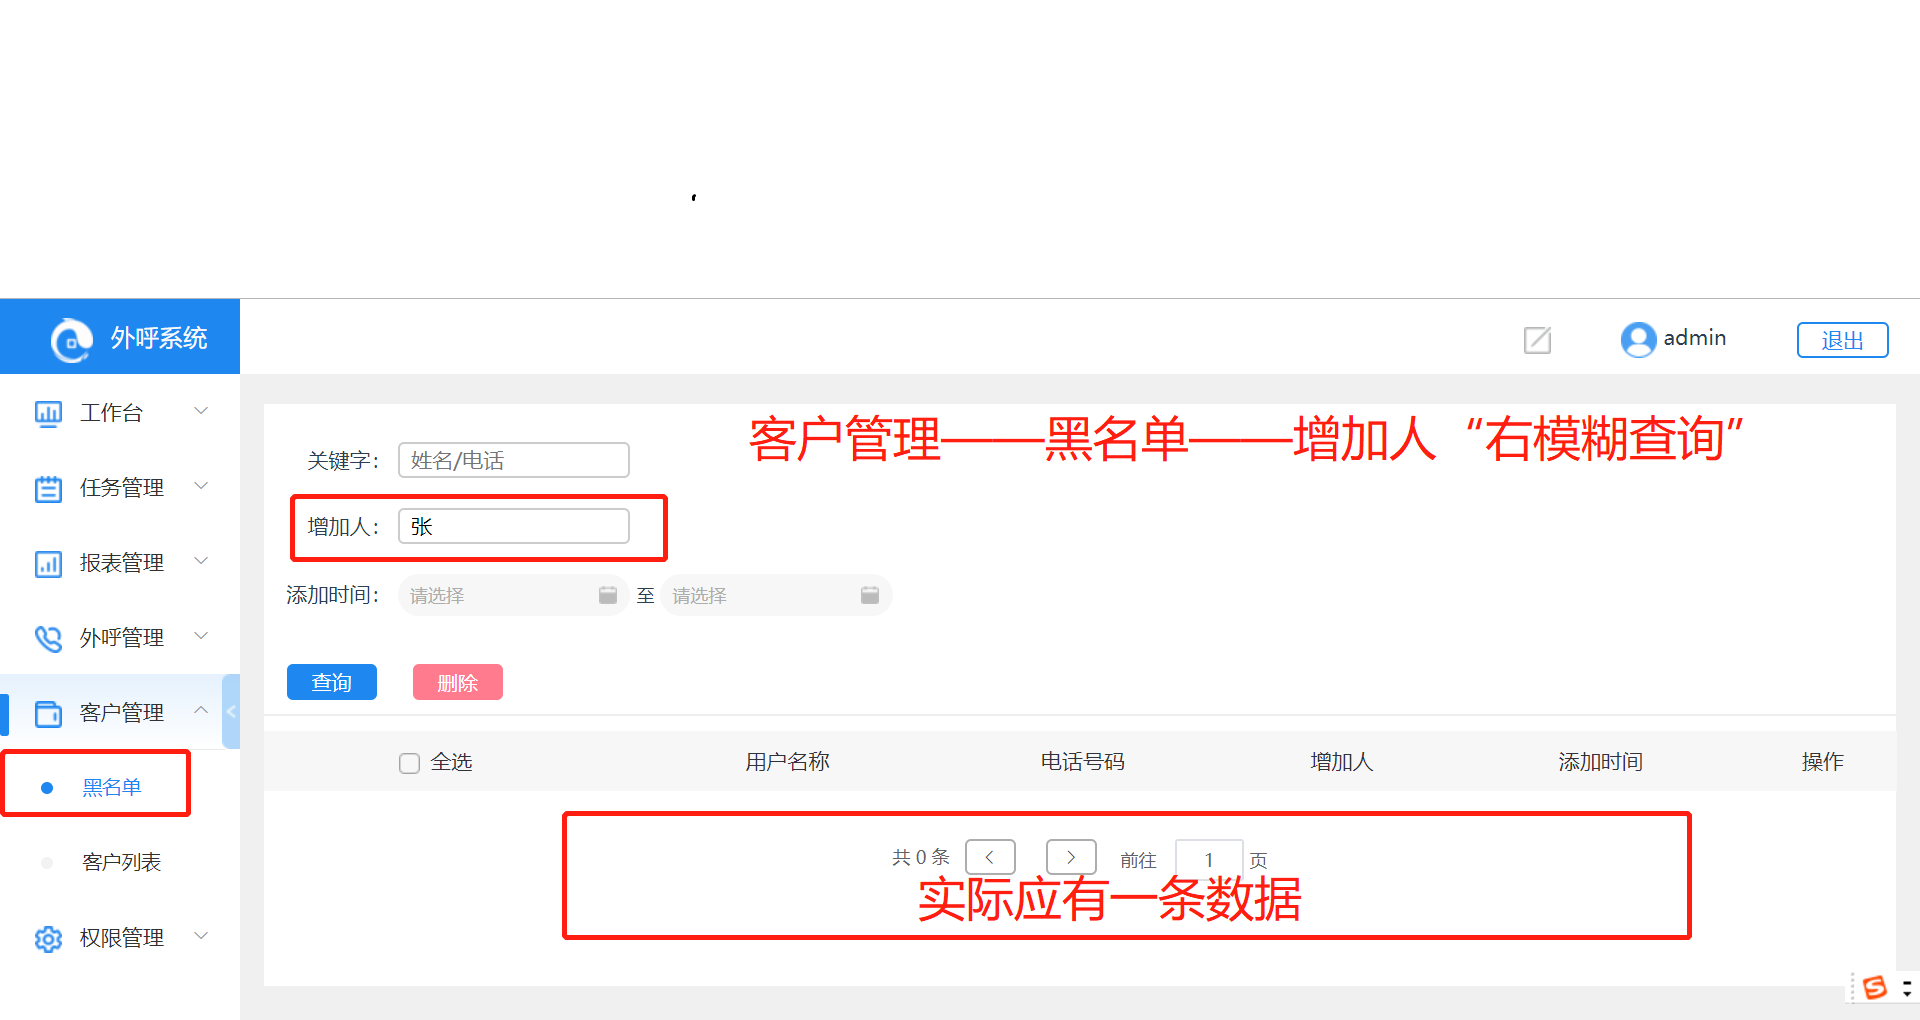 外呼系统
admin
退出
工作台
任务管理
报表管理
外呼管理
客户管理
黑名单
客户列表
权限管理
客户管理——黑名单——增加人“右模糊查询”
关键字：
姓名/电话
增加人：
张
添加时间：
请选择
至
请选择
查询
删除
全选
用户名称
电话号码
增加人
添加时间
操作
共 0 条
前往
1
页
实际应有一条数据